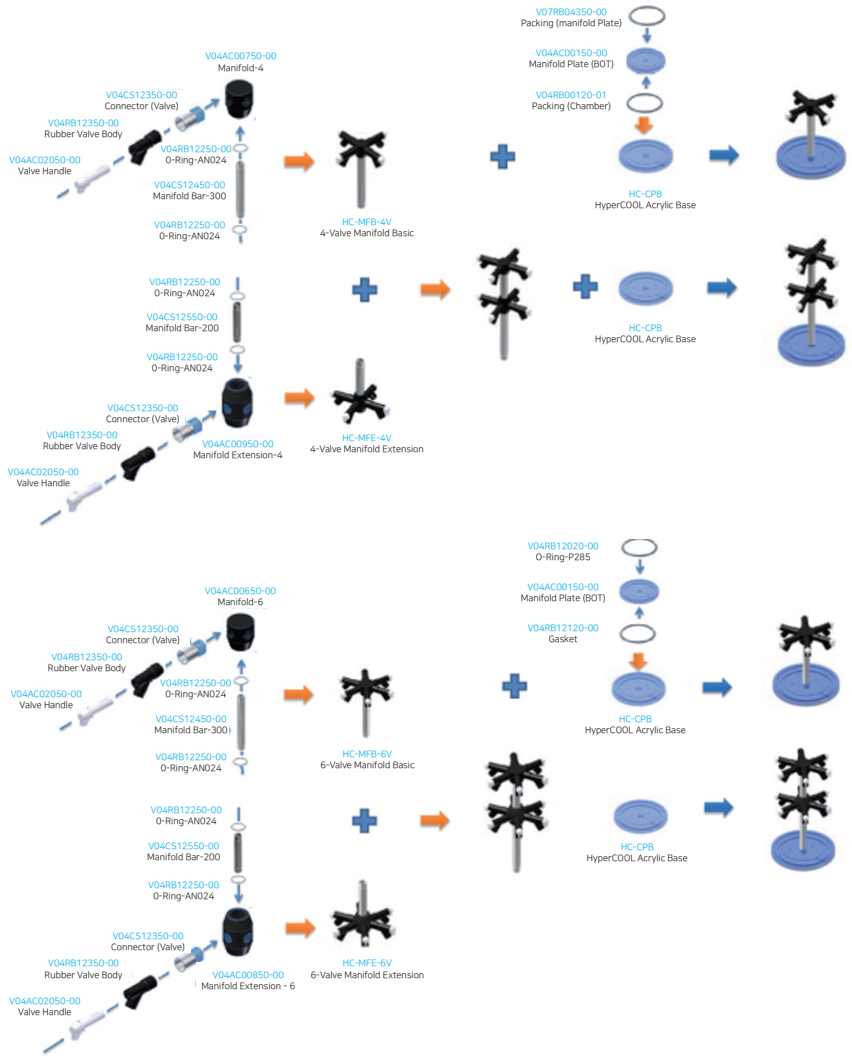 V07RB04350-00
Packing (manifold Plate)
V04AC00750-00
Manifold-4
V04AC00150-00
Manifold Plate (BOT)
V04CS12350-00
Connector (Valve)
V04RB00120-01
Packing (Chamber)
V04RB12350-00
Rubber Valve Body
V04RB12250-00
0-Ring-AN024
V04AC02050-00
Valve Handle
V04CS12450-00
Manifold Bar-300
HC-CPB
HyperCOOL Acrylic Base
V04RB12250-00
0-Ring-AN024
HC-MFB-4V
4-Valve Manifold Basic
V04RB12250-00
0-Ring-AN024
V04CS12550-00
Manifold Bar-200
HC-CPB
HyperCOOL Acrylic Base
V04RB12250-00
0-Ring-AN024
V04CS12350-00
Connector (Valve)
V04RB12350-00
Rubber Valve Body
V04AC00950-00
Manifold Extension-4
HC-MFE-4V
4-Valve Manifold Extension
V04AC02050-00
Valve Handle
V04RB12020-00
O-Ring-P285
V04AC00650-00
Manifold-6
V04AC00150-00
Manifold Plate (BOT)
V04CS12350-00
Connector (Valve)
V04RB12120-00
Gasket
V04RB12350-00
Rubber Valve Body
V04RB12250-00
0-Ring-AN024
V04AC02050-00
Valve Handle
V04CS12450-00
Manifold Bar-300
HC-CPB
HyperCOOL Acrylic Base
V04RB12250-00
0-Ring-AN024
HC-MFB-6V
6-Valve Manifold Basic
V04RB12250-00
0-Ring-AN024
V04CS12550-00
Manifold Bar-200
HC-CPB
HyperCOOL Acrylic Base
V04RB12250-00
0-Ring-AN024
V04CS12350-00
Connector (Valve)
V04RB12350-00
Rubber Valve Body
V04AC00850-00
Manifold Extension - 6
HC-MFE-6V
6-Valve Manifold Extension
V04AC02050-00
Valve Handle